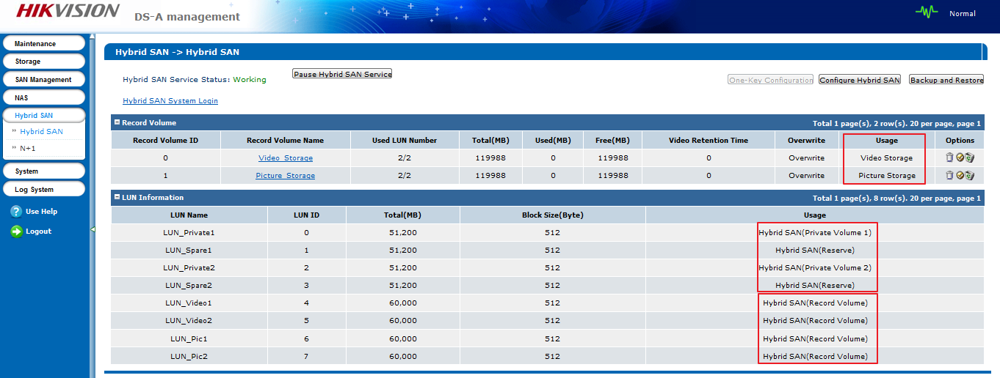 HIKVISION DS-A management Normal
Maintenance
Storage
SAN Management
NAS
Hybrid SAN
Hybrid SAN
N+1
System
Log System
Use Help
Logout
Hybrid SAN -> Hybrid SAN
Hybrid SAN Service Status: Working Pause Hybrid SAN Service One-Key Configuration Configure Hybrid SAN Backup and Restore
Hybrid SAN System Login
Record Volume Total 1 page(s), 2 row(s). 20 per page, page 1
Record Volume ID Record Volume Name Used LUN Number Total(MB) Used(MB) Free(MB) Video Retention Time Overwrite Usage Options
0 Video_Storage 2/2 119988 0 119988 0 Overwrite Video Storage
1 Picture_Storage 2/2 119988 0 119988 0 Overwrite Picture Storage
LUN Information Total 1 page(s), 8 row(s). 20 per page, page 1
LUN Name LUN ID Total(MB) Block Size(Byte) Usage
LUN_Private1 0 51,200 512 Hybrid SAN(Private Volume 1)
LUN_Spare1 1 51,200 512 Hybrid SAN(Reserve)
LUN_Private2 2 51,200 512 Hybrid SAN(Private Volume 2)
LUN_Spare2 3 51,200 512 Hybrid SAN(Reserve)
LUN_Video1 4 60,000 512 Hybrid SAN(Record Volume)
LUN_Video2 5 60,000 512 Hybrid SAN(Record Volume)
LUN_Pic1 6 60,000 512 Hybrid SAN(Record Volume)
LUN_Pic2 7 60,000 512 Hybrid SAN(Record Volume)